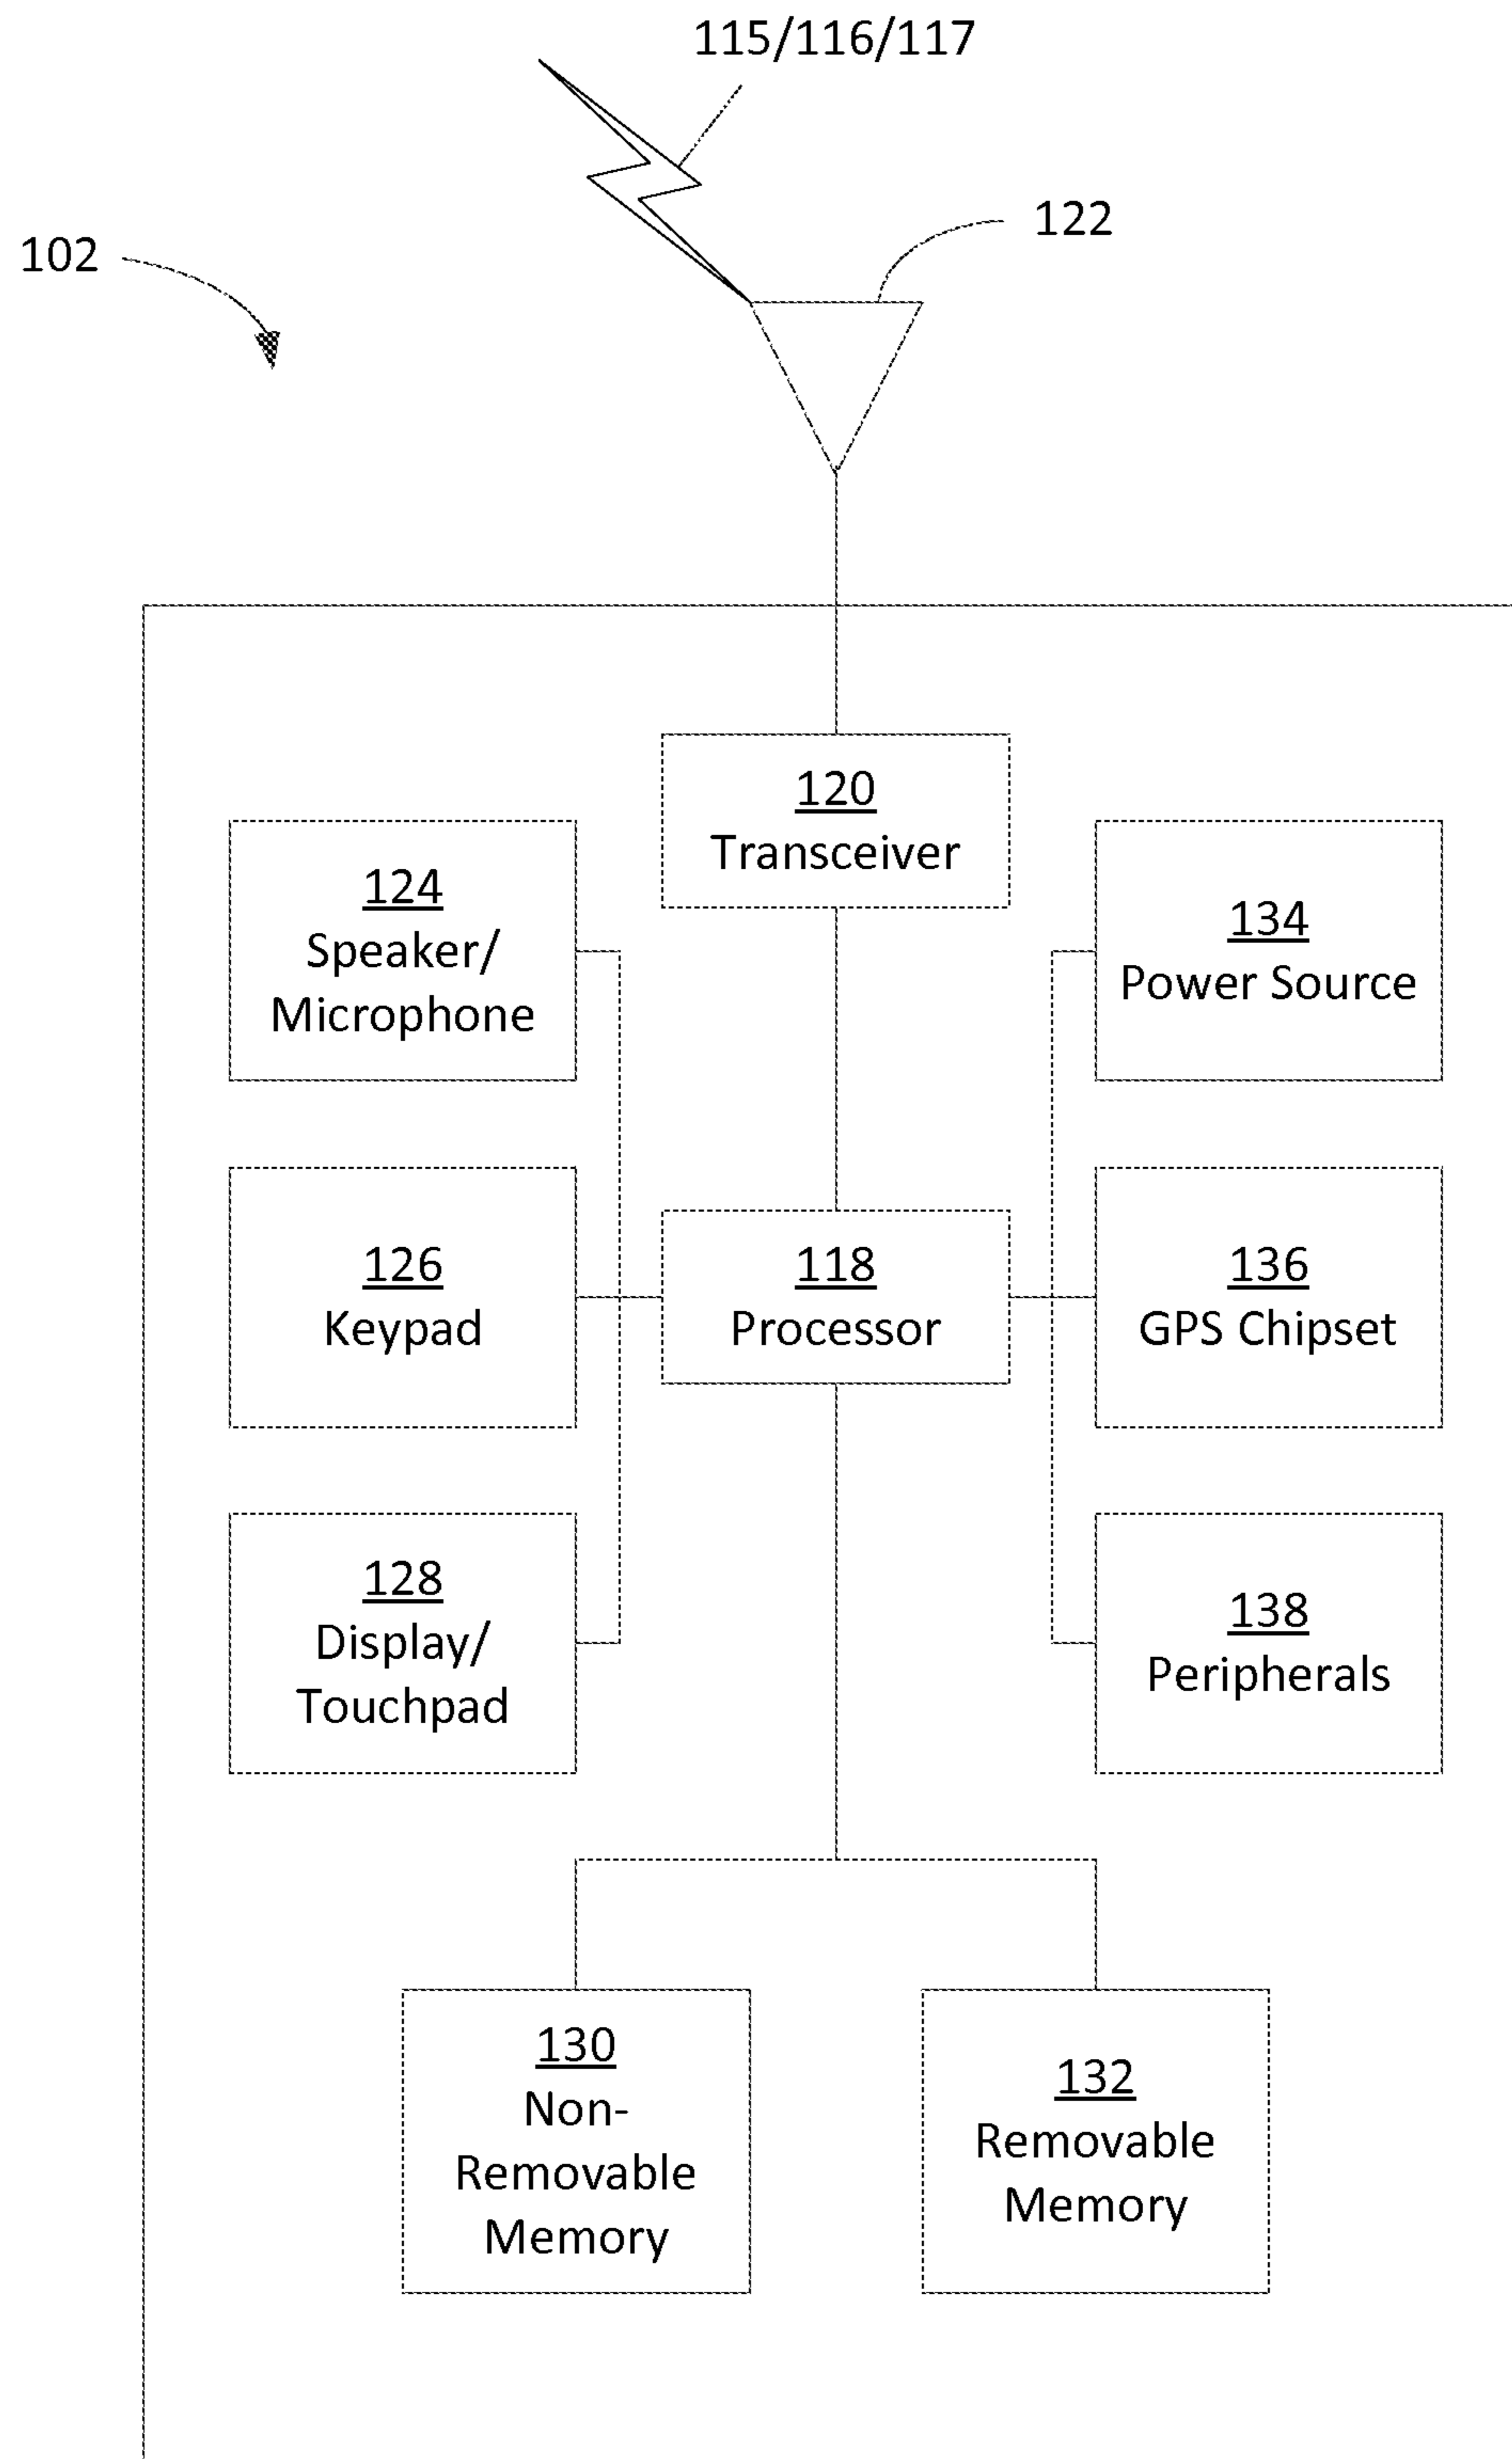 115/116/117
122
102
120
Transceiver
124
Speaker/
Microphone
134
Power Source
126
Keypad
118
Processor
136
GPS Chipset
128
Display/
Touchpad
138
Peripherals
130
Non-
Removable
Memory
132
Removable
Memory